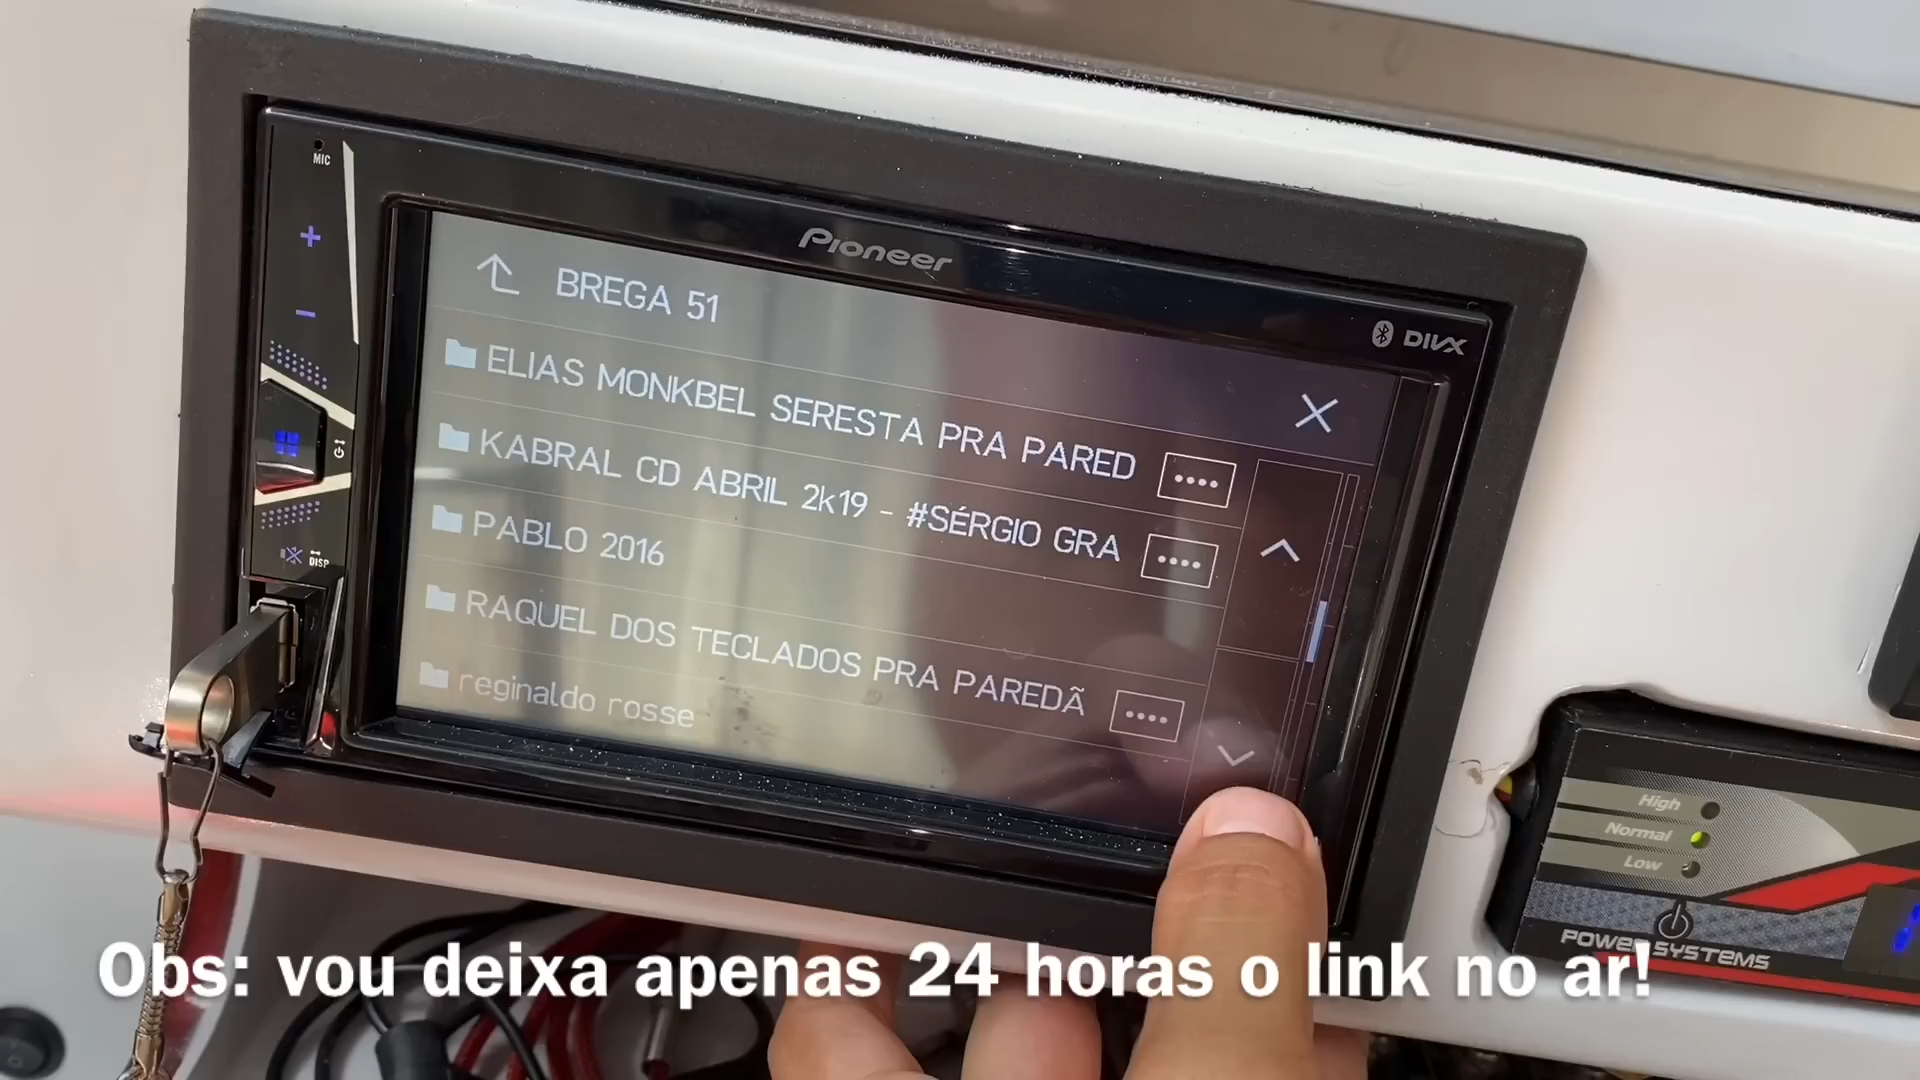 MIC
Pioneer
DIVX
BREGA 51
ELIAS MONKBEL SERESTA PRA PARED
KABRAL CD ABRIL 2k19 - #SÉRGIO GRA
PABLO 2016
RAQUEL DOS TECLADOS PRA PAREDÃ
reginaldo rosse
DISP
High
Normal
Low
POWER SYSTEMS
Obs: vou deixa apenas 24 horas o link no ar!